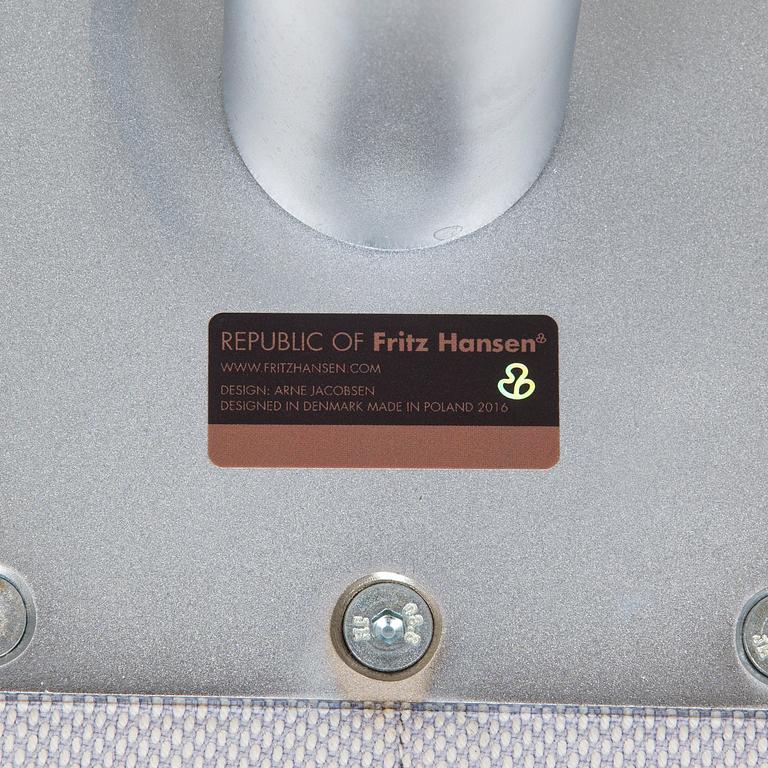 REPUBLIC OF Fritz Hansen
WWW.FRITZHANSEN.COM
DESIGN: ARNE JACOBSEN
DESIGNED IN DENMARK MADE IN POLAND 2016